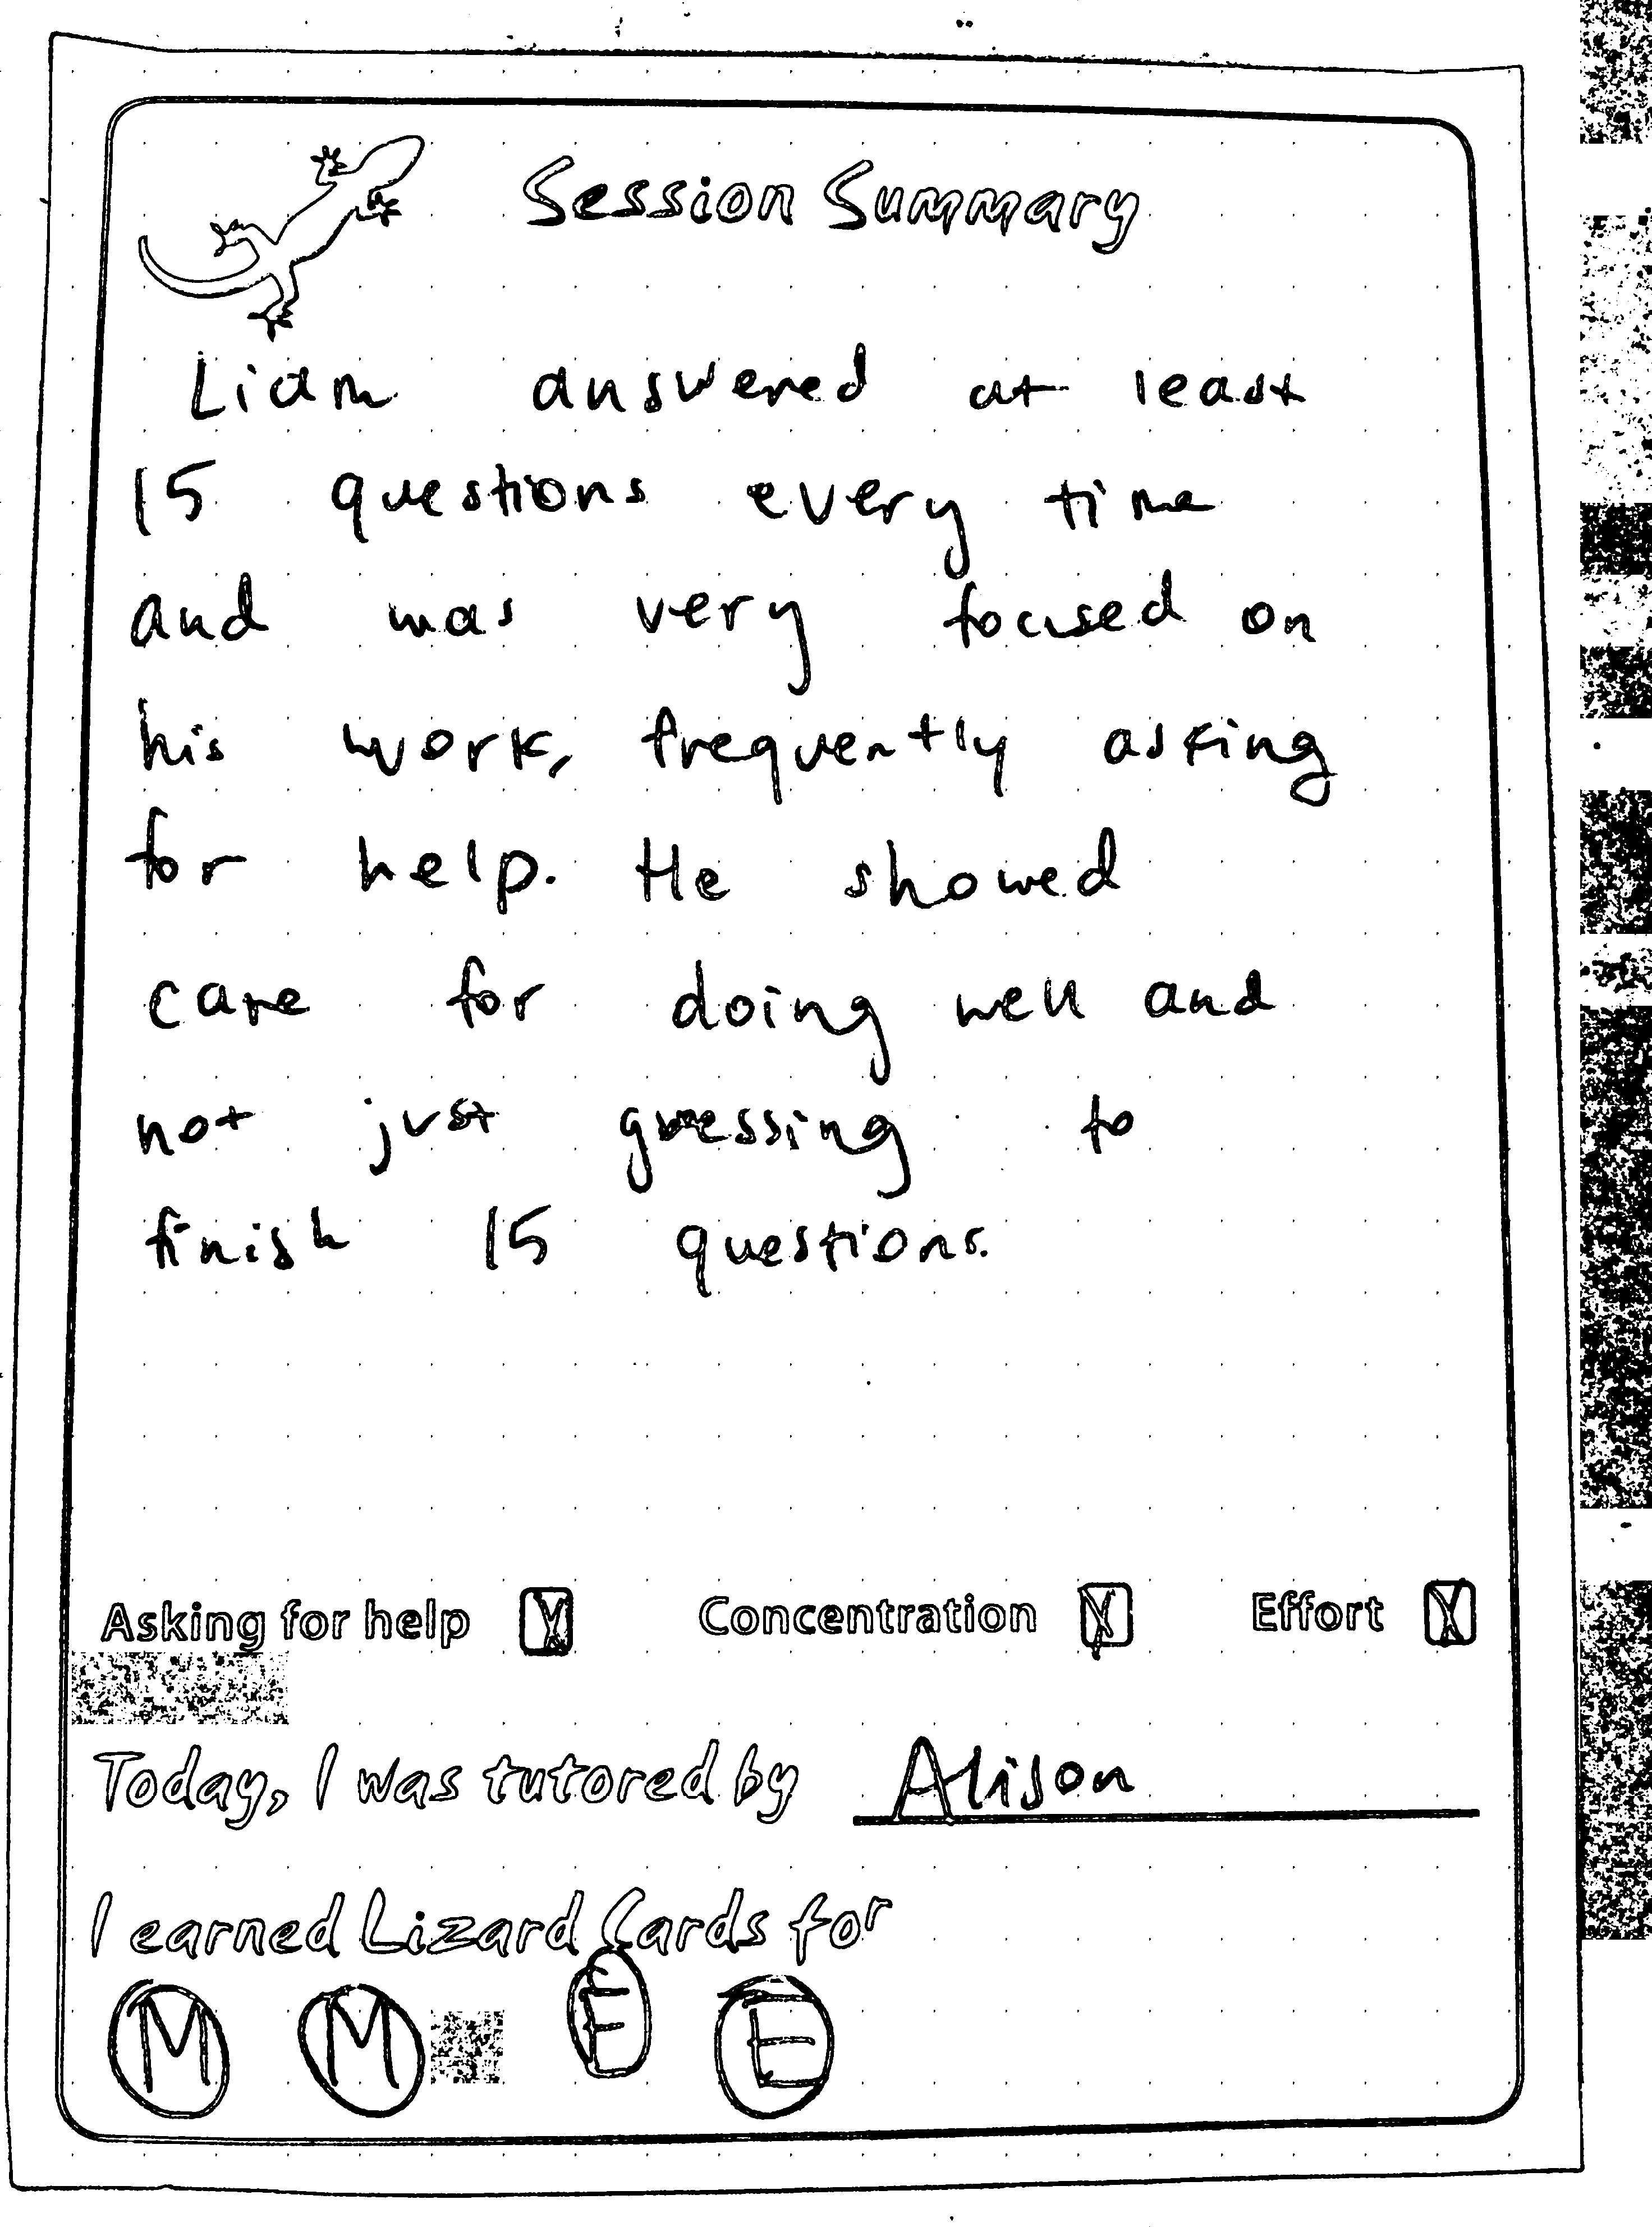 Session Summary
Liam answered at least
15 questions every time
and was very focused on
his work, frequently asking
for help. He showed
care for doing well and
not just guessing to
finish 15 questions.
Asking for help Concentration Effort
Today, I was tutored by Alison
I earned Lizard Cards for
M M E E